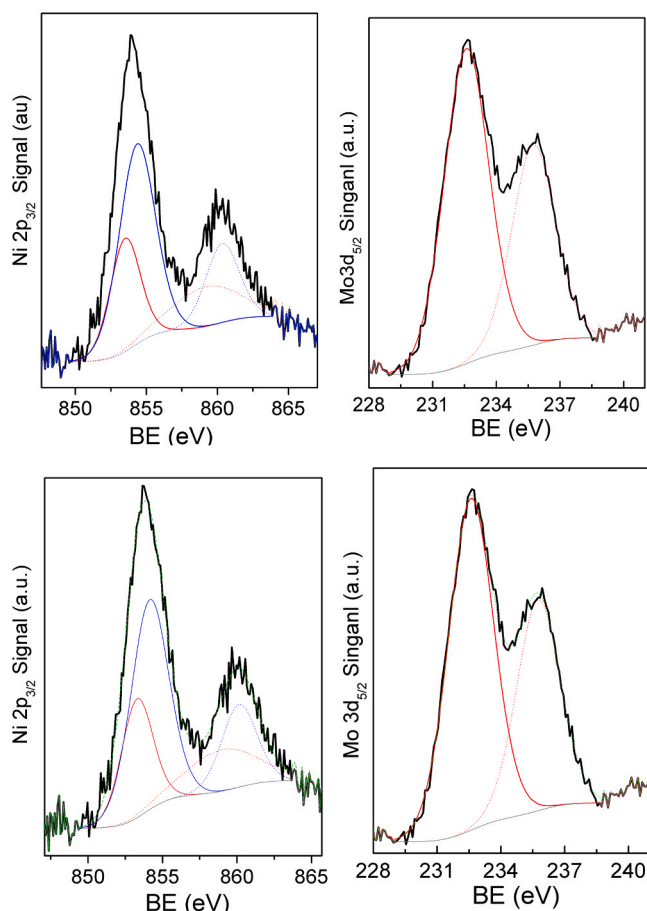 Ni 2p3/2 Signal (au)
850 855 860 865
BE (eV)
Mo3d5/2 Singanl (a.u.)
228 231 234 237 240
BE (eV)
Ni 2p3/2 Signal (a.u.)
850 855 860 865
BE (eV)
Mo 3d5/2 Singanl (a.u.)
228 231 234 237 240
BE (eV)